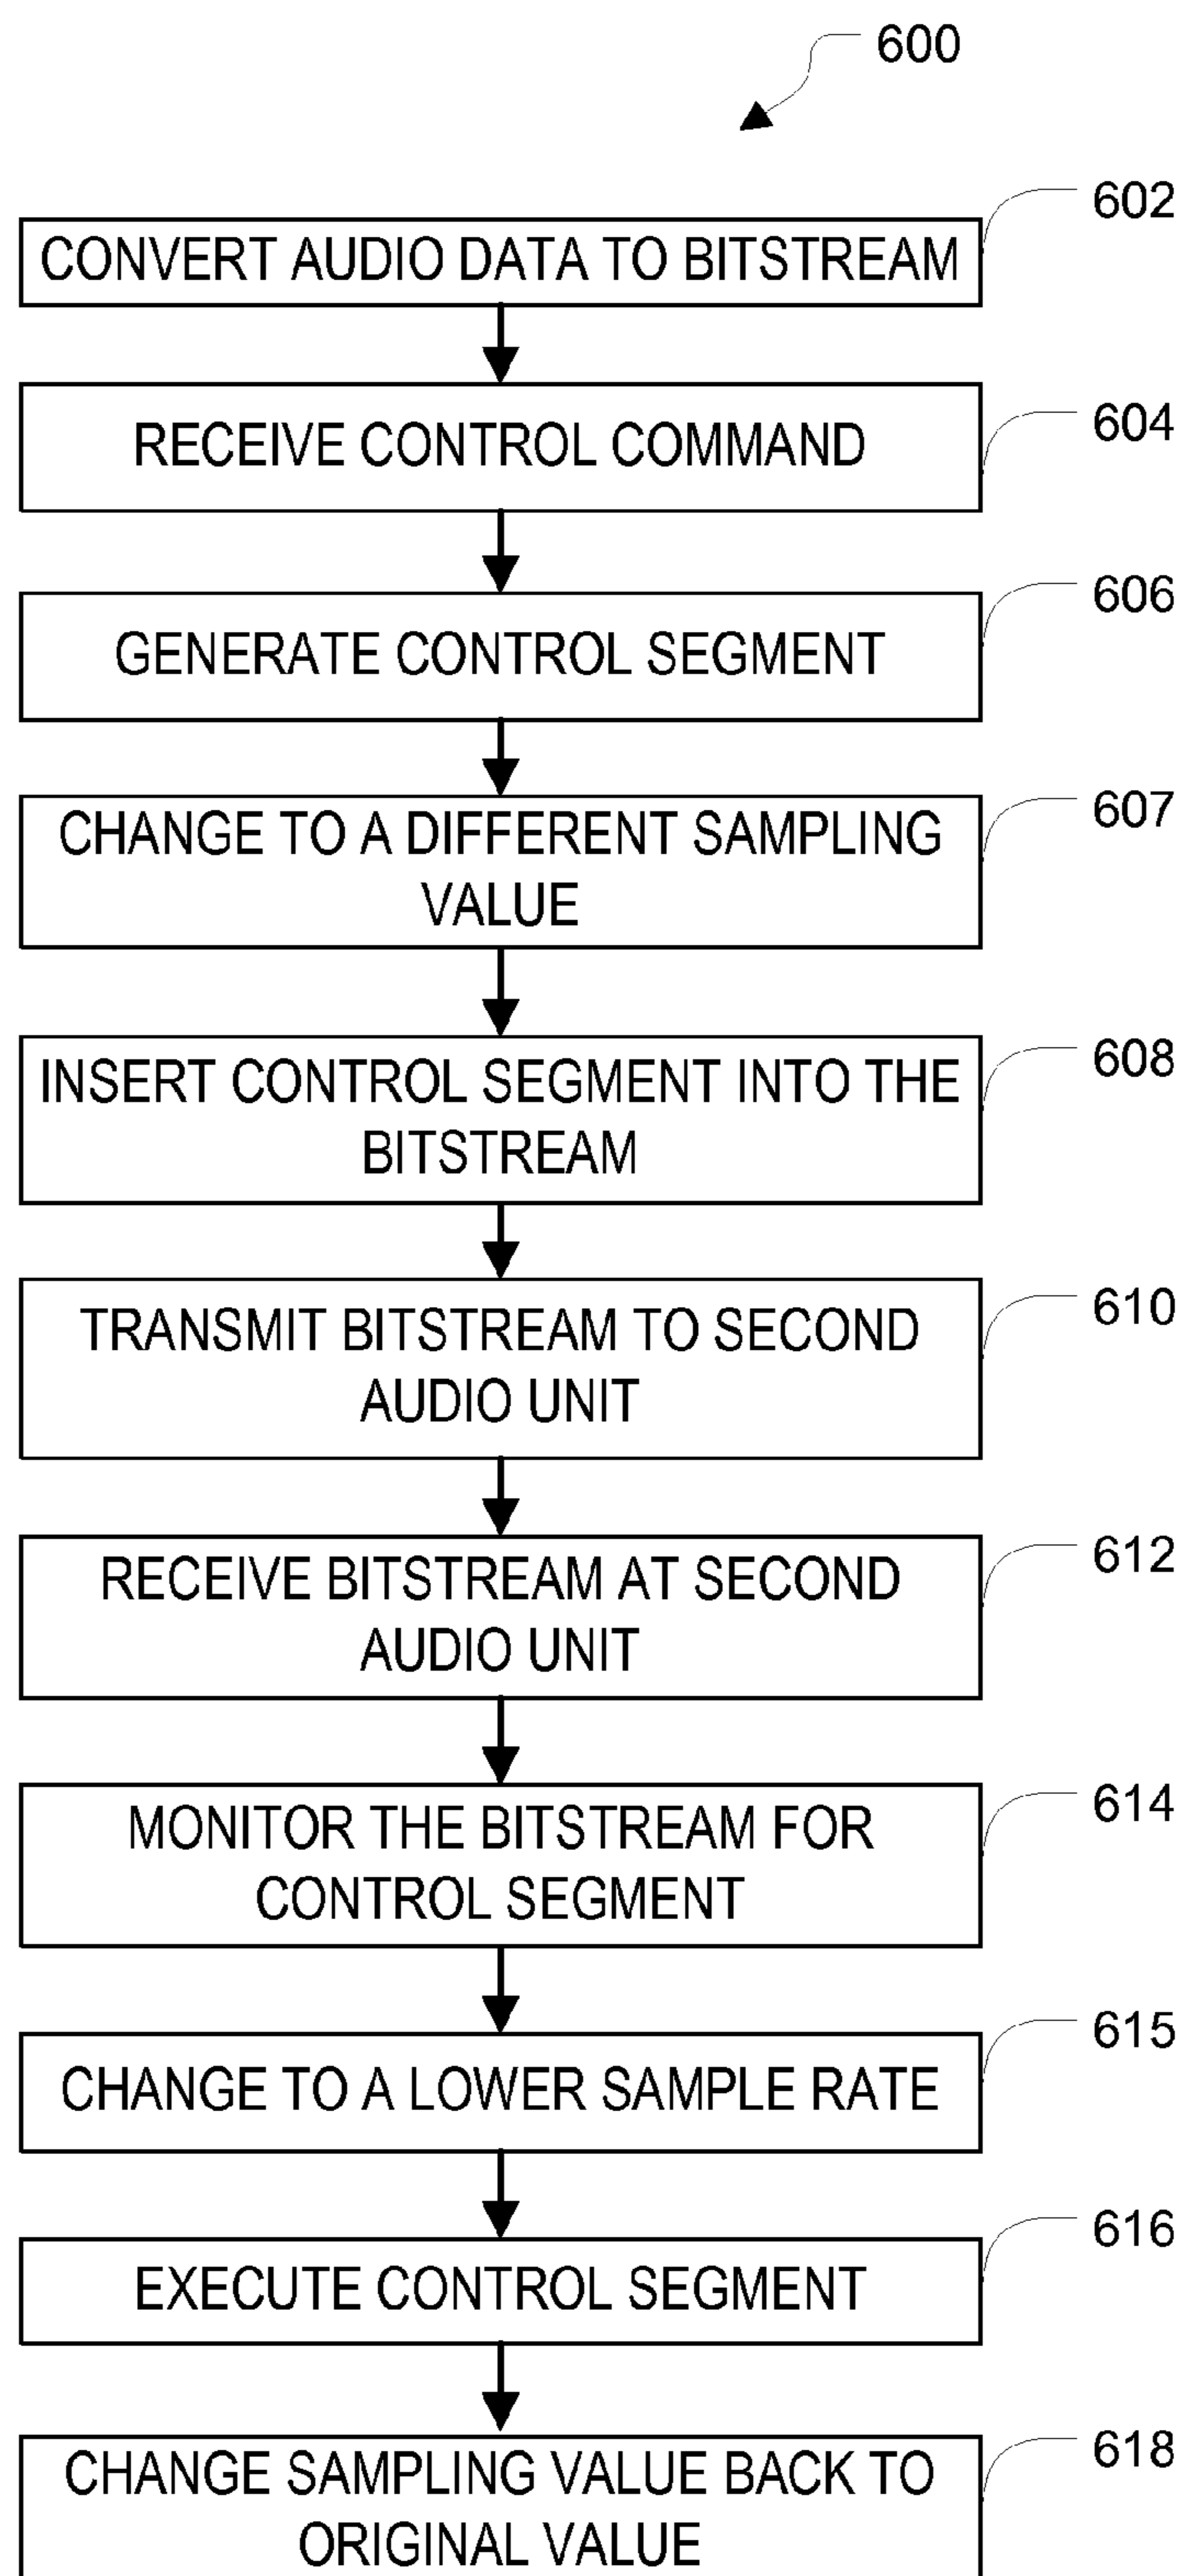 600
602
CONVERT AUDIO DATA TO BITSTREAM
604
RECEIVE CONTROL COMMAND
606
GENERATE CONTROL SEGMENT
607
CHANGE TO A DIFFERENT SAMPLING
VALUE
608
INSERT CONTROL SEGMENT INTO THE
BITSTREAM
610
TRANSMIT BITSTREAM TO SECOND
AUDIO UNIT
612
RECEIVE BITSTREAM AT SECOND
AUDIO UNIT
614
MONITOR THE BITSTREAM FOR
CONTROL SEGMENT
615
CHANGE TO A LOWER SAMPLE RATE
616
EXECUTE CONTROL SEGMENT
618
CHANGE SAMPLING VALUE BACK TO
ORIGINAL VALUE